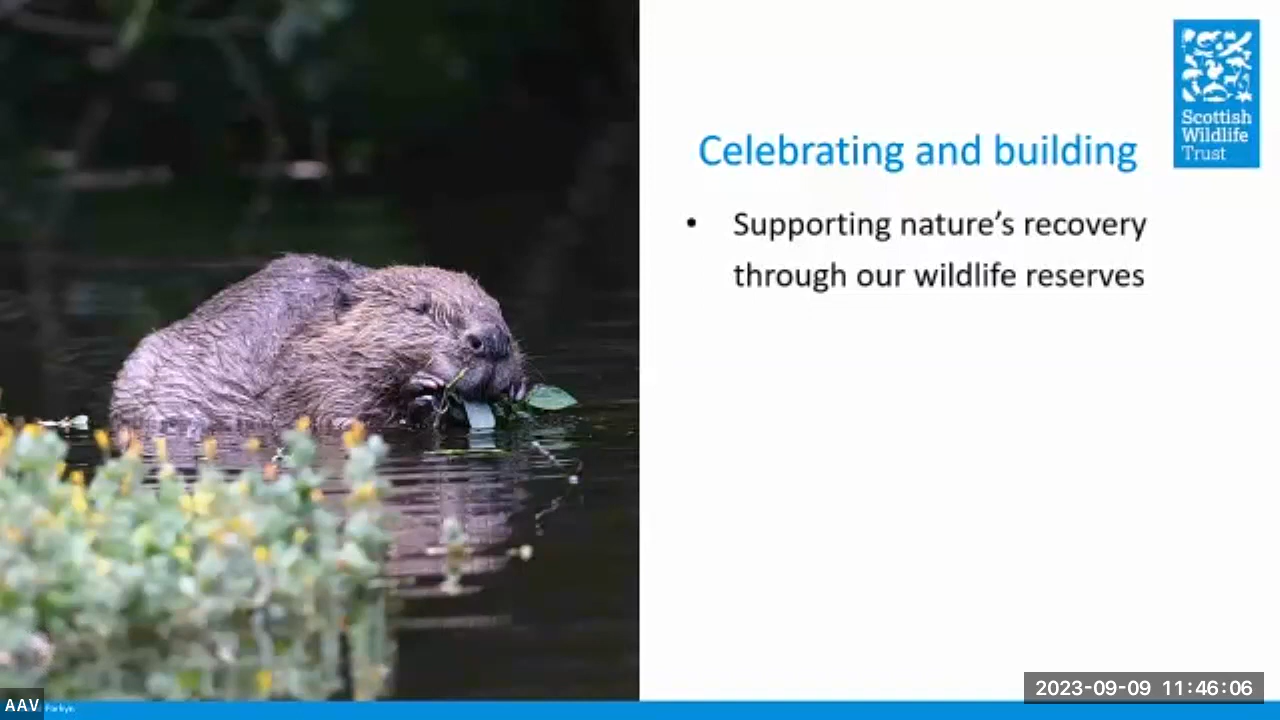 Scottish
Wildlife
Trust
Celebrating and building
• Supporting nature's recovery
through our wildlife reserves
2023-09-09 11:46:06
AAV